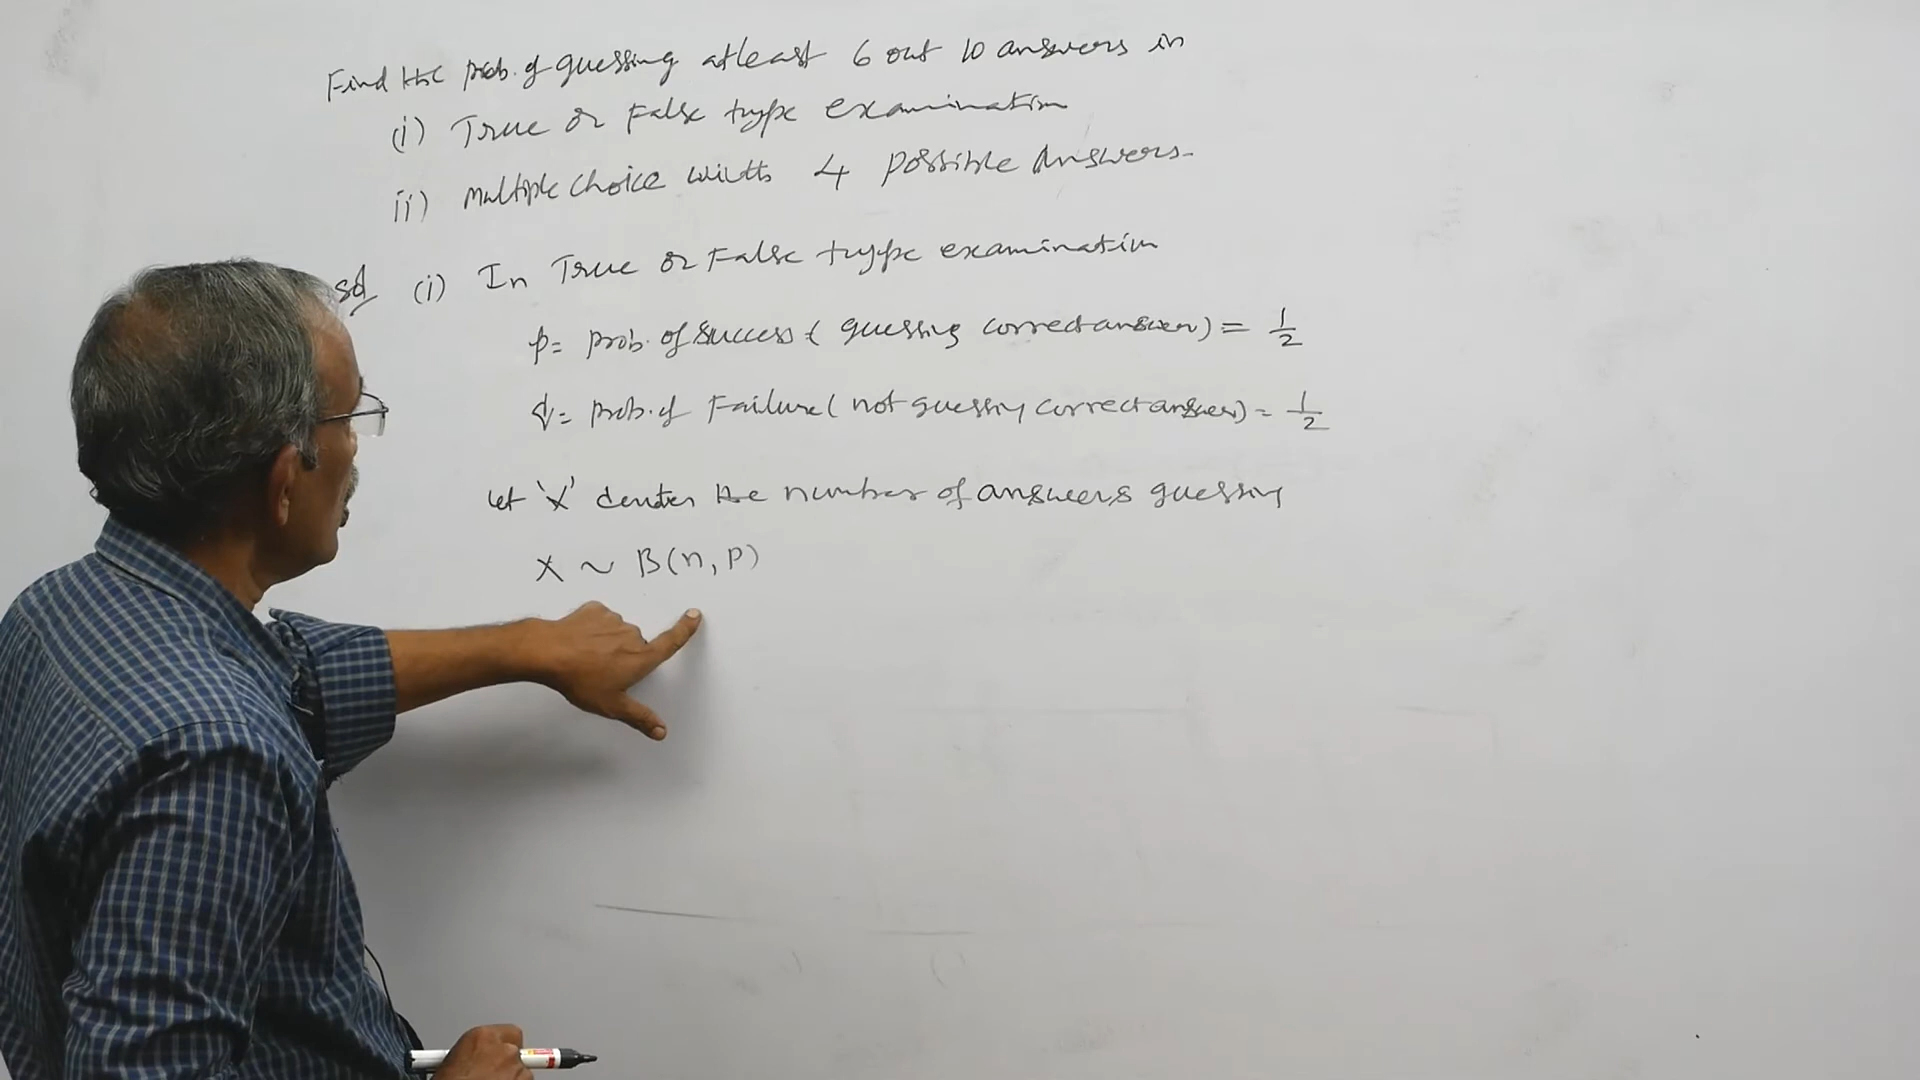 Find the prob. of guessing atleast 6 out 10 answers in
(i) True or False type examination
ii) Multiple choice with 4 possible Answers.
sol (i) In True or False type examination
p = prob. of success ( guessing correct answer) = 1/2
q = prob. of Failure ( not guessing correct answer) = 1/2
let 'X' denotes the number of answers guessing
X ~ B(n, p)